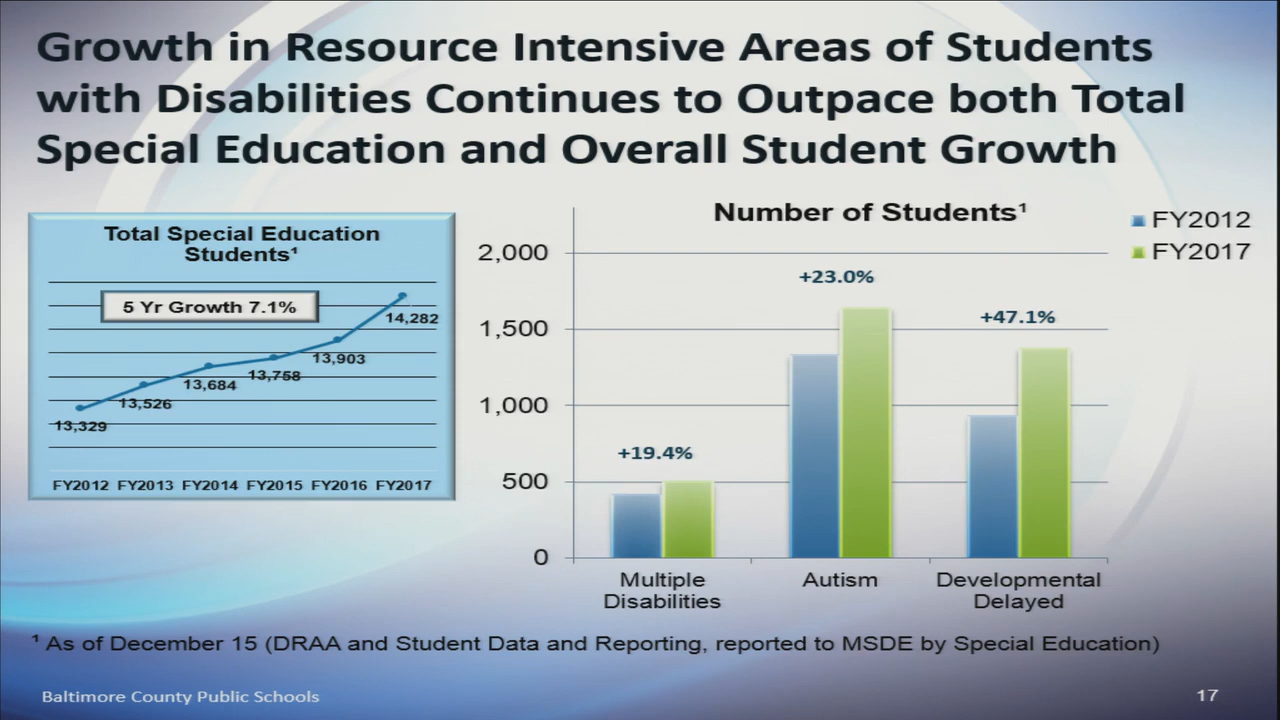 Growth in Resource Intensive Areas of Students
with Disabilities Continues to Outpace both Total
Special Education and Overall Student Growth
Total Special Education
Students¹
5 Yr Growth 7.1%
14,282
13,903
13,758
13,684
13,526
13,329
FY2012 FY2013 FY2014 FY2015 FY2016 FY2017
Number of Students¹
FY2012
FY2017
2,000
1,500
1,000
500
0
+19.4%
+23.0%
+47.1%
Multiple
Disabilities
Autism
Developmental
Delayed
¹ As of December 15 (DRAA and Student Data and Reporting, reported to MSDE by Special Education)
Baltimore County Public Schools
17